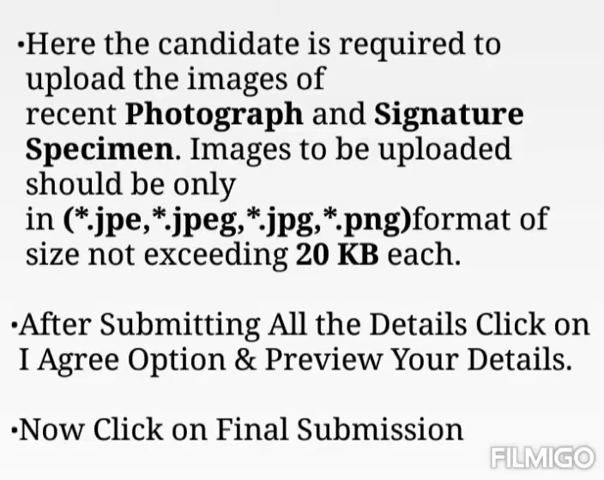 •Here the candidate is required to
upload the images of
recent Photograph and Signature
Specimen. Images to be uploaded
should be only
in (*.jpe,*.jpeg,*.jpg,*.png)format of
size not exceeding 20 KB each.
•After Submitting All the Details Click on
I Agree Option & Preview Your Details.
•Now Click on Final Submission
FILMIGO